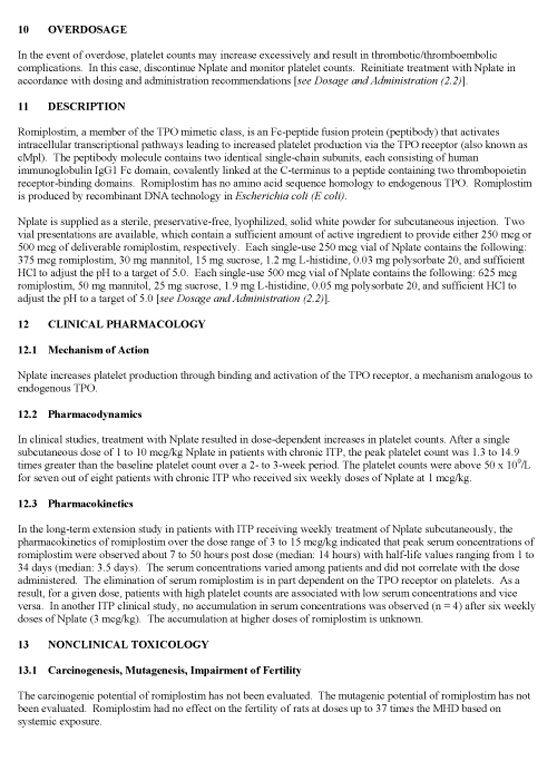 10 OVERDOSAGE
In the event of overdose, platelet counts may increase excessively and result in thrombotic/thromboembolic
complications. In this case, discontinue Nplate and monitor platelet counts. Reinitiate treatment with Nplate in
accordance with dosing and administration recommendations [see Dosage and Administration (2.2)].
11 DESCRIPTION
Romiplostim, a member of the TPO mimetic class, is an Fc-peptide fusion protein (peptibody) that activates
intracellular transcriptional pathways leading to increased platelet production via the TPO receptor (also known as
cMpl). The peptibody molecule contains two identical single-chain subunits, each consisting of human
immunoglobulin IgG1 Fc domain, covalently linked at the C-terminus to a peptide containing two thrombopoietin
receptor-binding domains. Romiplostim has no amino acid sequence homology to endogenous TPO. Romiplostim
is produced by recombinant DNA technology in Escherichia coli (E coli).
Nplate is supplied as a sterile, preservative-free, lyophilized, solid white powder for subcutaneous injection. Two
vial presentations are available, which contain a sufficient amount of active ingredient to provide either 250 mcg or
500 mcg of deliverable romiplostim, respectively. Each single-use 250 mcg vial of Nplate contains the following:
375 mcg romiplostim, 30 mg mannitol, 15 mg sucrose, 1.2 mg L-histidine, 0.03 mg polysorbate 20, and sufficient
HCl to adjust the pH to a target of 5.0. Each single-use 500 mcg vial of Nplate contains the following: 625 mcg
romiplostim, 50 mg mannitol, 25 mg sucrose, 1.9 mg L-histidine, 0.05 mg polysorbate 20, and sufficient HCl to
adjust the pH to a target of 5.0 [see Dosage and Administration (2.2)].
12 CLINICAL PHARMACOLOGY
12.1 Mechanism of Action
Nplate increases platelet production through binding and activation of the TPO receptor, a mechanism analogous to
endogenous TPO.
12.2 Pharmacodynamics
In clinical studies, treatment with Nplate resulted in dose-dependent increases in platelet counts. After a single
subcutaneous dose of 1 to 10 mcg/kg Nplate in patients with chronic ITP, the peak platelet count was 1.3 to 14.9
times greater than the baseline platelet count over a 2- to 3-week period. The platelet counts were above 50 x 10⁹/L
for seven out of eight patients with chronic ITP who received six weekly doses of Nplate at 1 mcg/kg.
12.3 Pharmacokinetics
In the long-term extension study in patients with ITP receiving weekly treatment of Nplate subcutaneously, the
pharmacokinetics of romiplostim over the dose range of 3 to 15 mcg/kg indicated that peak serum concentrations of
romiplostim were observed about 7 to 50 hours post dose (median: 14 hours) with half-life values ranging from 1 to
34 days (median: 3.5 days). The serum concentrations varied among patients and did not correlate with the dose
administered. The elimination of serum romiplostim is in part dependent on the TPO receptor on platelets. As a
result, for a given dose, patients with high platelet counts are associated with low serum concentrations and vice
versa. In another ITP clinical study, no accumulation in serum concentrations was observed (n = 4) after six weekly
doses of Nplate (3 mcg/kg). The accumulation at higher doses of romiplostim is unknown.
13 NONCLINICAL TOXICOLOGY
13.1 Carcinogenesis, Mutagenesis, Impairment of Fertility
The carcinogenic potential of romiplostim has not been evaluated. The mutagenic potential of romiplostim has not
been evaluated. Romiplostim had no effect on the fertility of rats at doses up to 37 times the MHD based on
systemic exposure.